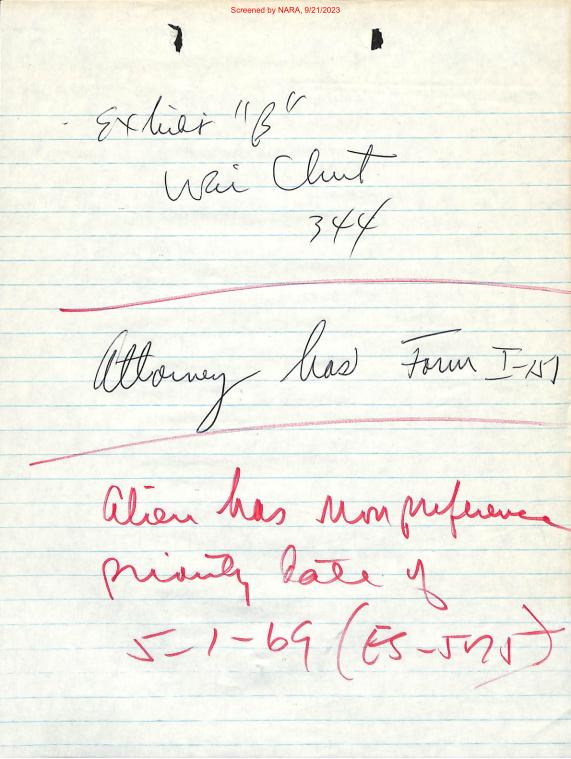 Screened by NARA, 9/21/2023
Exhibit "B"
Wai Chut
344
Attorney has Form I-151
Alien has nonpreference
priority date of
5-1-69 (ES-575)